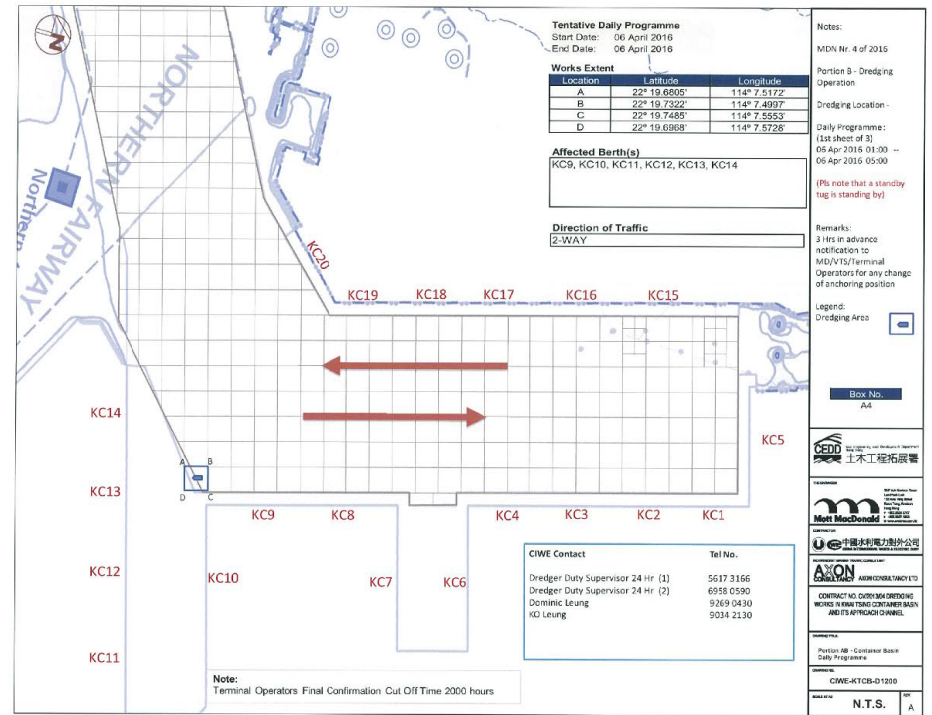 Tentative Daily Programme
Start Date: 06 April 2016
End Date: 06 April 2016
Works Extent
Location Latitude Longitude
A 22° 19.6805' 114° 7.5172'
B 22° 19.7322' 114° 7.4997'
C 22° 19.7485' 114° 7.5553'
D 22° 19.6968' 114° 7.5728'
Affected Berth(s)
KC9, KC10, KC11, KC12, KC13, KC14
Direction of Traffic
2-WAY
N
NORTHERN FAIRWAY
Northern
KC20
KC19 KC18 KC17 KC16 KC15
KC14
KC13
KC12
KC11
A B
D C
KC5
KC9 KC8 KC4 KC3 KC2 KC1
KC10 KC7 KC6
CIWE Contact Tel No.
Dredger Duty Supervisor 24 Hr (1) 5617 3166
Dredger Duty Supervisor 24 Hr (2) 6958 0590
Dominic Leung 9269 0430
KO Leung 9034 2130
Note:
Terminal Operators Final Confirmation Cut Off Time 2000 hours
Notes:
MDN Nr. 4 of 2016
Portion B - Dredging
Operation
Dredging Location -
Daily Programme:
(1st sheet of 3)
06 Apr 2016 01:00 --
06 Apr 2016 05:00
(Pls note that a standby
tug is standing by)
Remarks:
3 Hrs in advance
notification to
MD/VTS/Terminal
Operators for any change
of anchoring position
Legend:
Dredging Area
Box No.
A4
CEDD
土木工程拓展署
Mott MacDonald
CONTRACTOR
中國水利電力對外公司
AXON
CONSULTANCY AXON CONSULTANCY LTD
CONTRACT NO. CV/2013/04 DREDGING
WORKS IN KWAI TSING CONTAINER BASIN
AND ITS APPROACH CHANNEL
DRAWING TITLE
Portion AB - Container Basin
Daily Programme
DRAWING NO.
CIWE-KTCB-D1200
N.T.S.
A